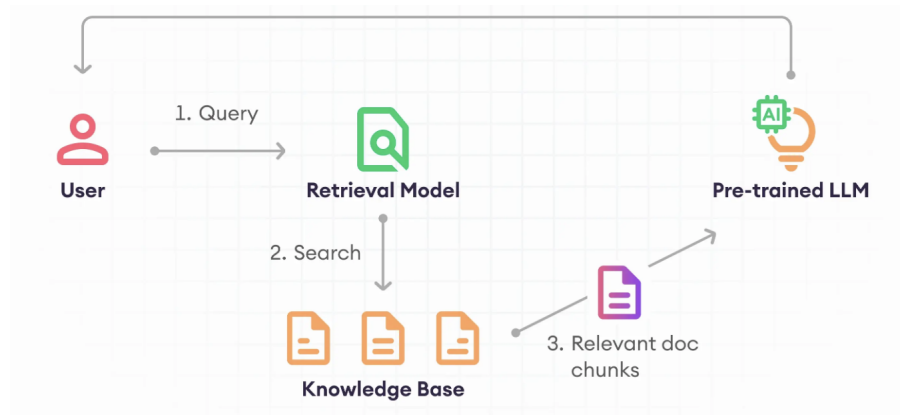 1. Query
AI
User
Retrieval Model
Pre-trained LLM
2. Search
3. Relevant doc
chunks
Knowledge Base